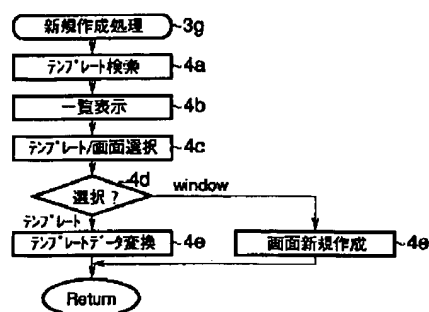 新規作成処理 3g
テンプレート検索 4a
一覧表示 4b
テンプレート/画面選択 4c
4d
選択? window
テンプレート
テンプレートデータ変換 4e 画面新規作成 4e
Return